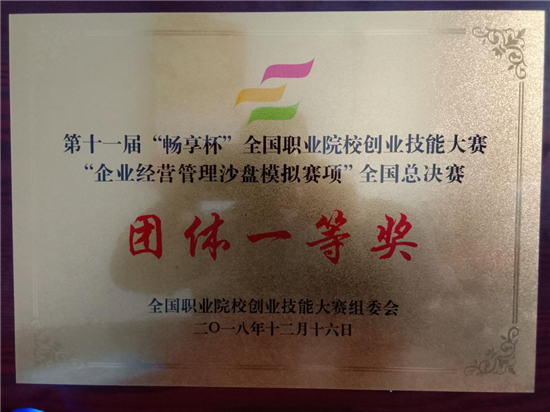 第十一届“畅享杯”全国职业院校创业技能大赛
“企业经营管理沙盘模拟赛项”全国总决赛
团体一等奖
全国职业院校创业技能大赛组委会
二〇一八年十二月十六日